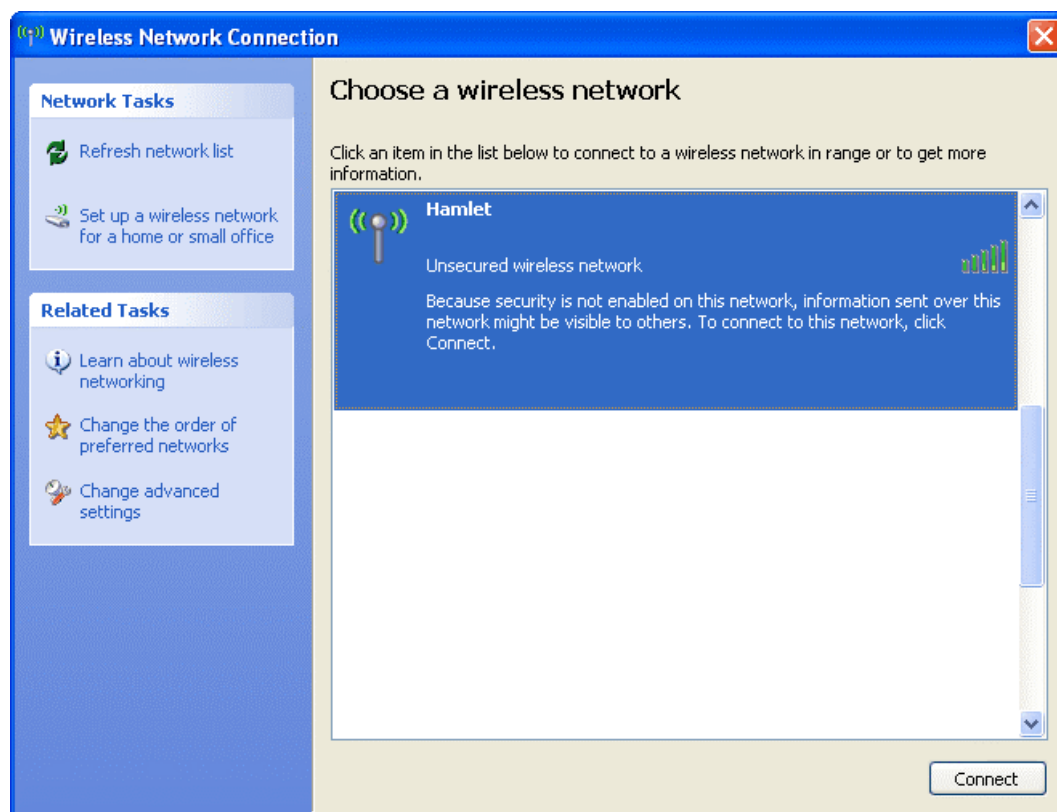 Wireless Network Connection
Network Tasks
Refresh network list
Set up a wireless network
for a home or small office
Related Tasks
Learn about wireless
networking
Change the order of
preferred networks
Change advanced
settings
Choose a wireless network
Click an item in the list below to connect to a wireless network in range or to get more
information.
Hamlet
Unsecured wireless network
Because security is not enabled on this network, information sent over this
network might be visible to others. To connect to this network, click
Connect.
Connect